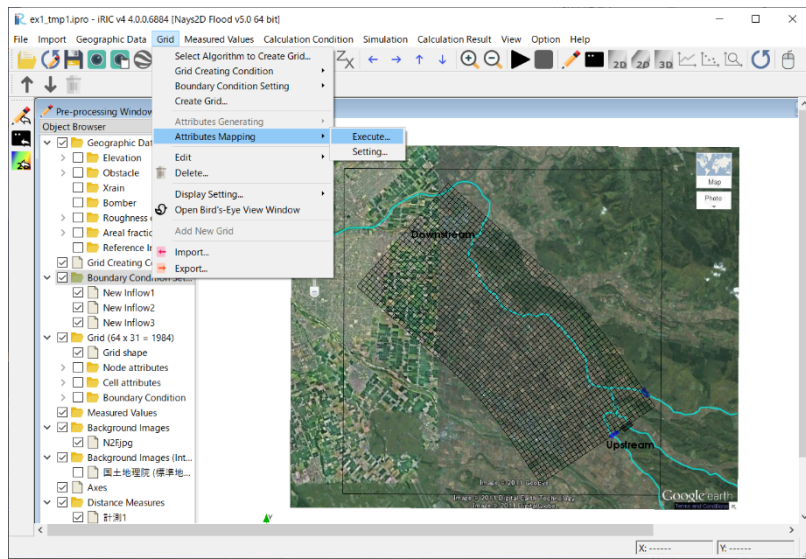 ex1_tmp1.ipro - iRIC v4 4.0.0.6884 [Nays2D Flood v5.0 64 bit]
File Import Geographic Data Grid Measured Values Calculation Condition Simulation Calculation Result View Option Help
2D 2D 3D
Select Algorithm to Create Grid...
Grid Creating Condition
Boundary Condition Setting
Create Grid...
Attributes Generating
Attributes Mapping
Execute...
Setting...
Edit
Delete...
Display Setting...
Open Bird's-Eye View Window
Add New Grid
Import...
Export...
Pre-processing Window
Object Browser
Geographic Dat
Elevation
Obstacle
Xrain
Bomber
Roughness
Areal fractio
Reference
Grid Creating Co
Boundary Condition Set...
New Inflow1
New Inflow2
New Inflow3
Grid (64 x 31 = 1984)
Grid shape
Node attributes
Cell attributes
Boundary Condition
Measured Values
Background Images
N2Fjpg
Background Images (Int...
国土地理院 (標準地...
Axes
Distance Measures
計測1
Map
Photo
Downstream
Upstream
Google earth
Y
X: ------
Y: ------